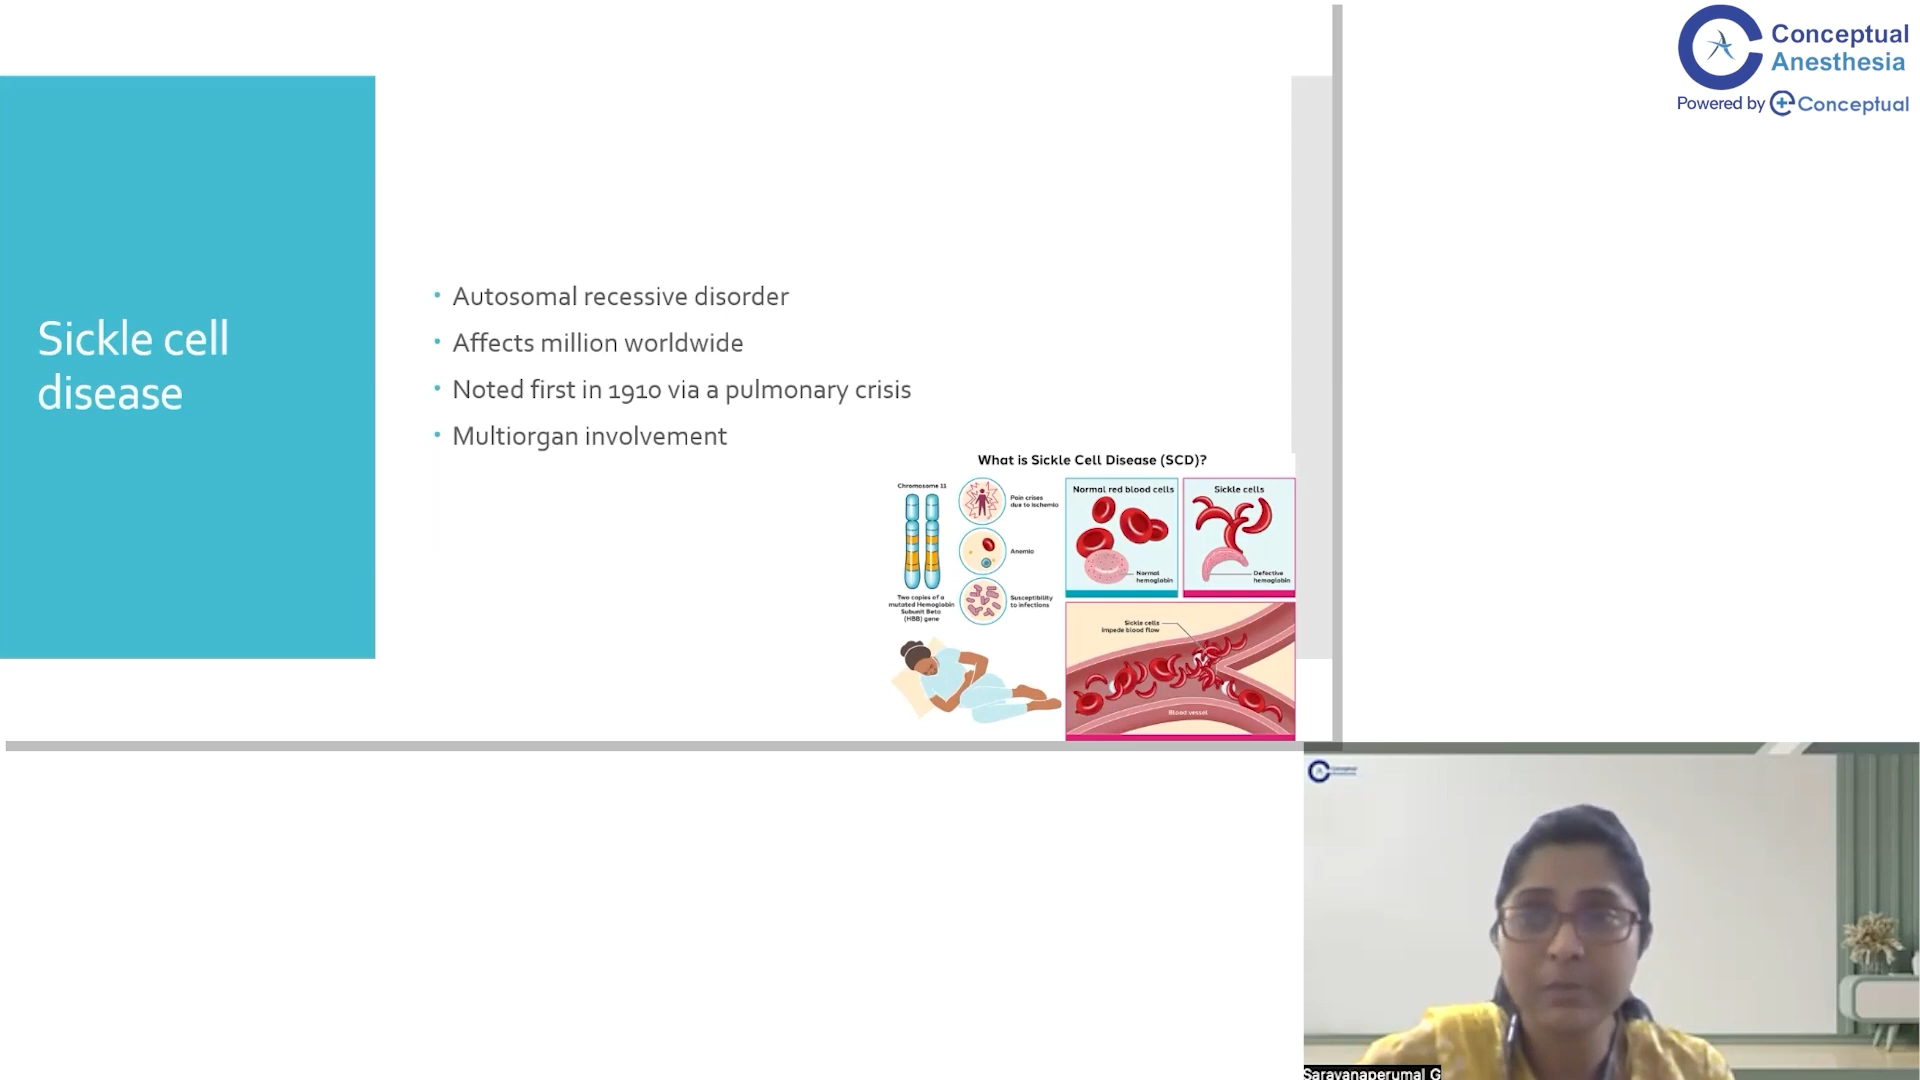 Conceptual
Anesthesia
Powered by Conceptual
Sickle cell
disease
• Autosomal recessive disorder
• Affects million worldwide
• Noted first in 1910 via a pulmonary crisis
• Multiorgan involvement
What is Sickle Cell Disease (SCD)?
Chromosome 11
Two copies of a
mutated Hemoglobin
Subunit Beta
(HBB) gene
Pain crises
due to ischemia
Anemia
Susceptibility
to infections
Normal red blood cells
Normal
hemoglobin
Sickle cells
Defective
hemoglobin
Sickle cells
impede blood flow
Blood vessel
Saravanaperumal G